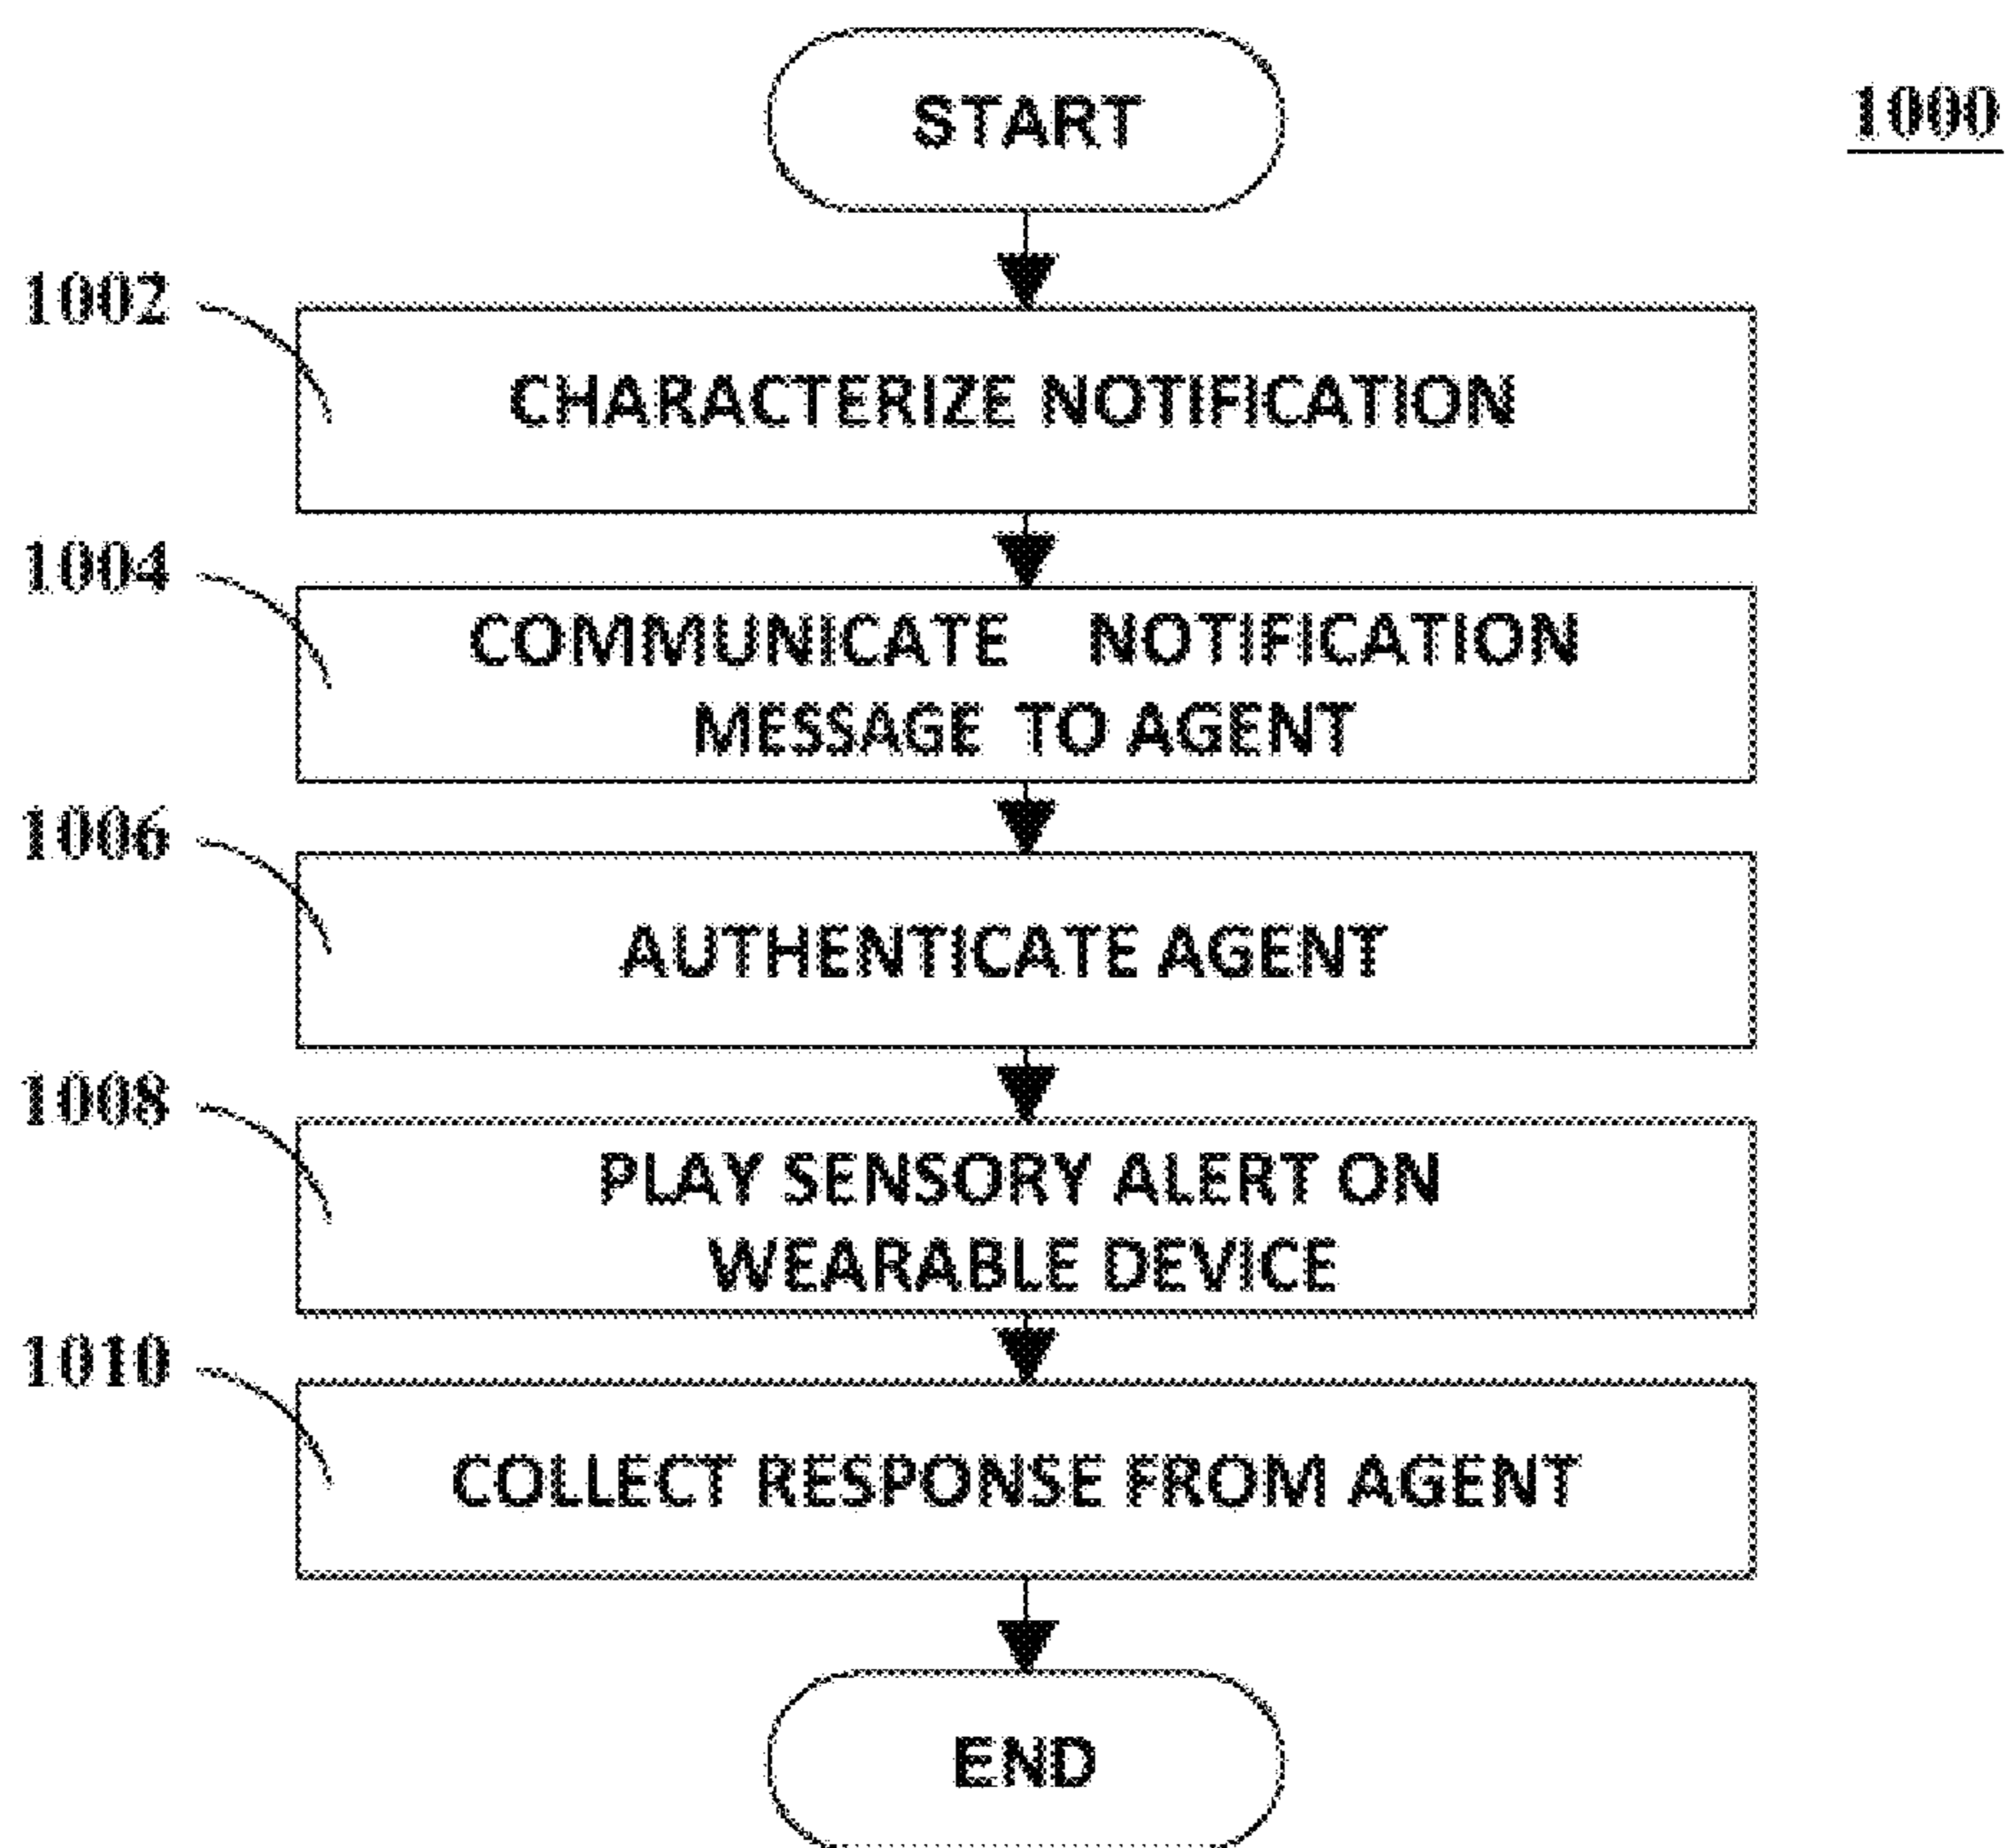 START
1000
1002
CHARACTERIZE NOTIFICATION
1004
COMMUNICATE NOTIFICATION
MESSAGE TO AGENT
1006
AUTHENTICATE AGENT
1008
PLAY SENSORY ALERT ON
WEARABLE DEVICE
1010
COLLECT RESPONSE FROM AGENT
END